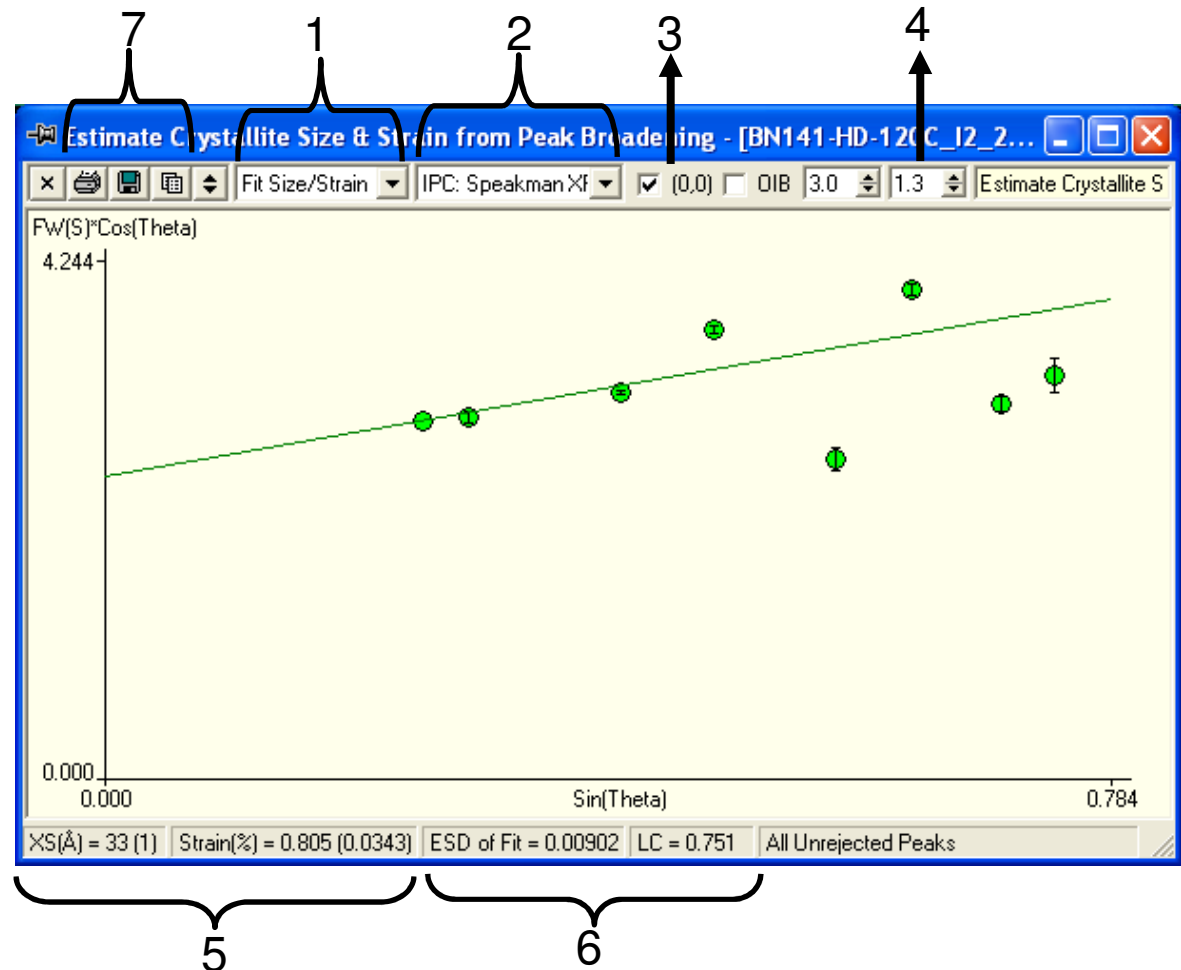 7 1 2 3 4
Estimate Crystallite Size & Strain from Peak Broadening - [BN141-HD-120C_I2_2...
Fit Size/Strain IPC: Speakman XF (0,0) OIB 3.0 1.3 Estimate Crystallite S
FW(S)*Cos(Theta)
4.244
0.000
0.000 Sin(Theta) 0.784
XS(Å) = 33 (1) Strain(%) = 0.805 (0.0343) ESD of Fit = 0.00902 LC = 0.751 All Unrejected Peaks
5 6